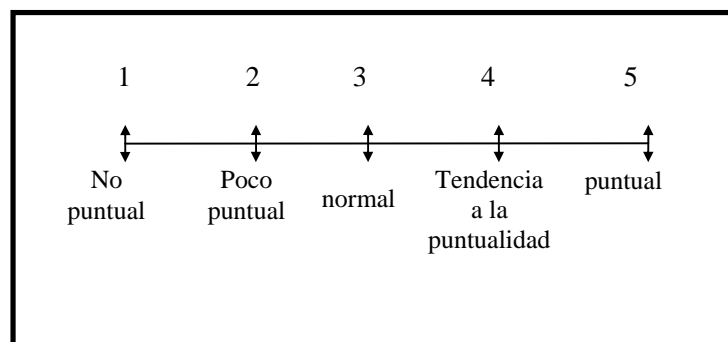 1 2 3 4 5
No puntual
Poco puntual
normal
Tendencia a la puntualidad
puntual